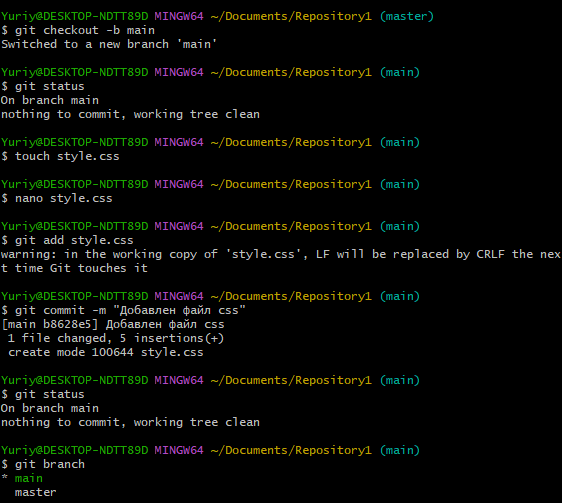 Yuriy@DESKTOP-NDTT89D MINGW64 ~/Documents/Repository1 (master)
$ git checkout -b main
Switched to a new branch 'main'
Yuriy@DESKTOP-NDTT89D MINGW64 ~/Documents/Repository1 (main)
$ git status
On branch main
nothing to commit, working tree clean
Yuriy@DESKTOP-NDTT89D MINGW64 ~/Documents/Repository1 (main)
$ touch style.css
Yuriy@DESKTOP-NDTT89D MINGW64 ~/Documents/Repository1 (main)
$ nano style.css
Yuriy@DESKTOP-NDTT89D MINGW64 ~/Documents/Repository1 (main)
$ git add style.css
warning: in the working copy of 'style.css', LF will be replaced by CRLF the nex
t time Git touches it
Yuriy@DESKTOP-NDTT89D MINGW64 ~/Documents/Repository1 (main)
$ git commit -m "Добавлен файл css"
[main b8628e5] Добавлен файл css
 1 file changed, 5 insertions(+)
 create mode 100644 style.css
Yuriy@DESKTOP-NDTT89D MINGW64 ~/Documents/Repository1 (main)
$ git status
On branch main
nothing to commit, working tree clean
Yuriy@DESKTOP-NDTT89D MINGW64 ~/Documents/Repository1 (main)
$ git branch
* main
  master